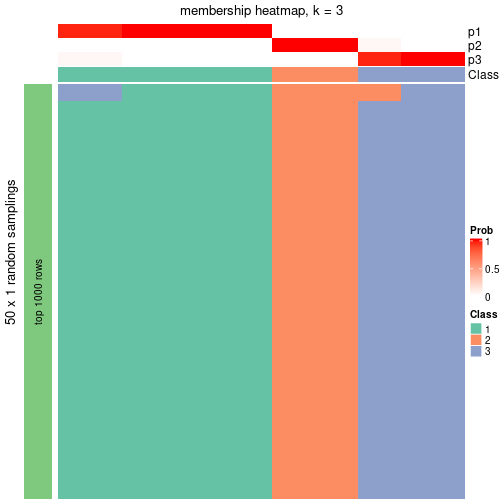 membership heatmap, k = 3
p1
p2
p3
Class
50 x 1 random samplings
top 1000 rows
Prob
1
0.5
0
Class
1
2
3